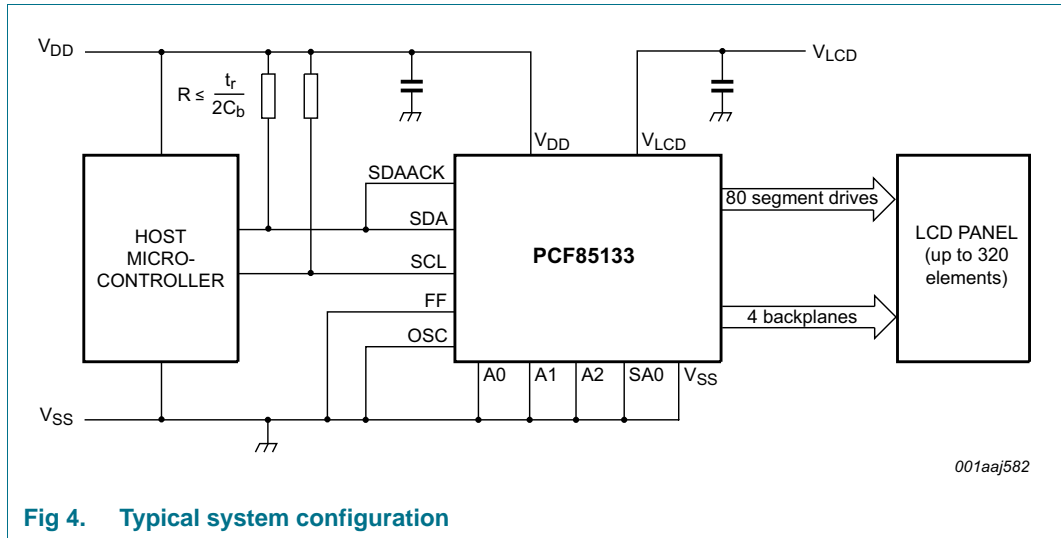 VDD
VLCD
R ≤ tr
2Cb
VDD
VLCD
SDAACK
SDA
SCL
FF
OSC
HOST
MICRO-
CONTROLLER
PCF85133
80 segment drives
4 backplanes
LCD PANEL
(up to 320
elements)
A0 A1 A2 SA0 VSS
VSS
001aaj582
Fig 4. Typical system configuration